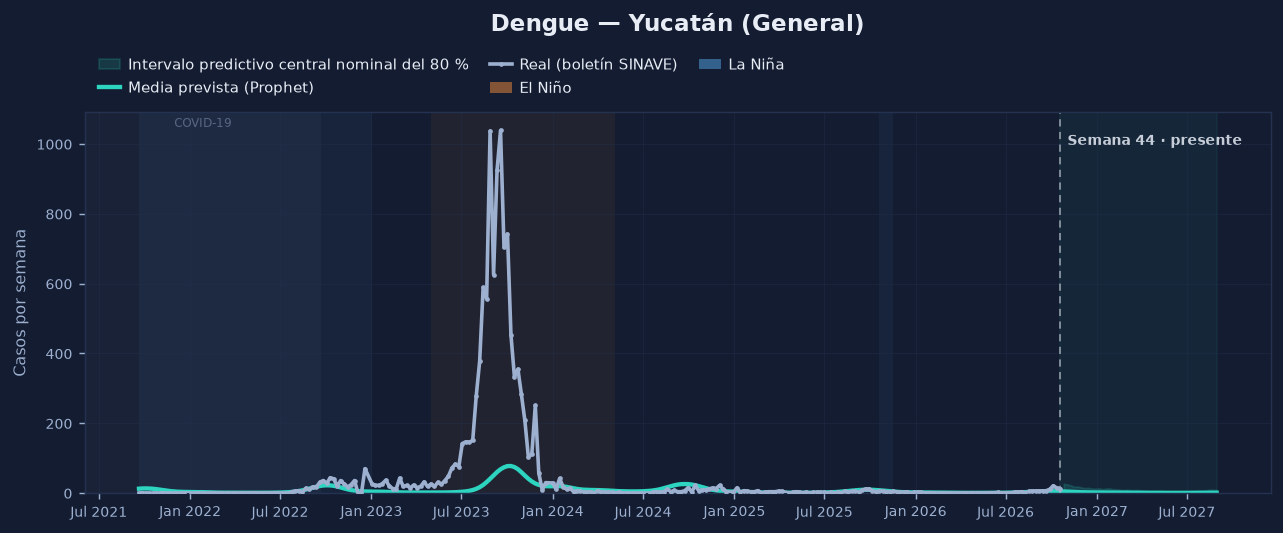 Dengue — Yucatán (General)
Intervalo predictivo central nominal del 80 %
Real (boletín SINAVE)
La Niña
Media prevista (Prophet)
El Niño
COVID-19
Semana 44 · presente
Casos por semana
1000
800
600
400
200
0
Jul 2021
Jan 2022
Jul 2022
Jan 2023
Jul 2023
Jan 2024
Jul 2024
Jan 2025
Jul 2025
Jan 2026
Jul 2026
Jan 2027
Jul 2027